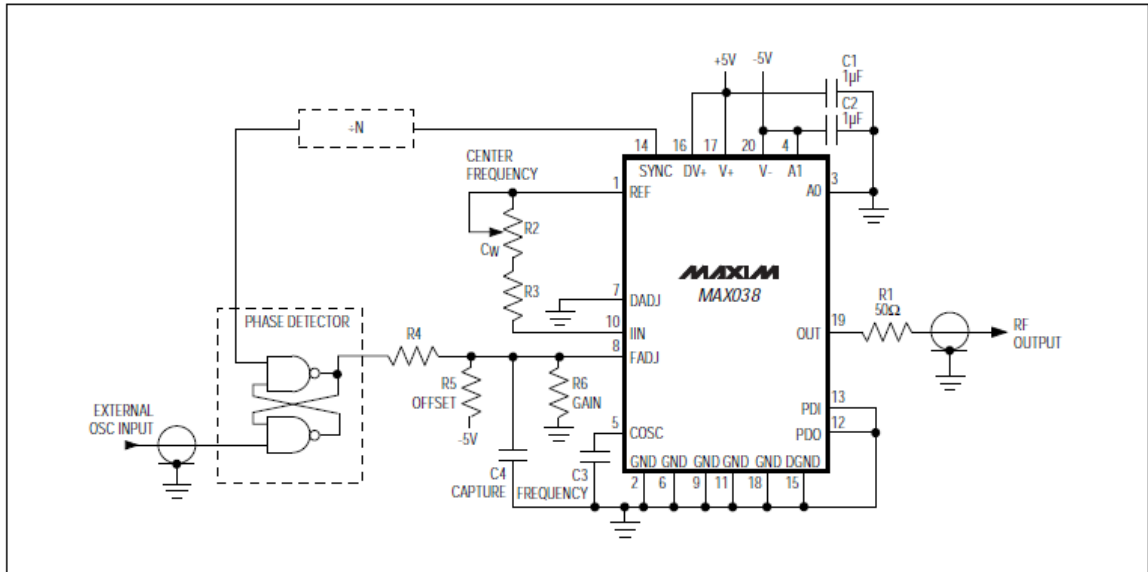 +5V
-5V
C1
1µF
C2
1µF
÷N
14
16
17
20
4
SYNC
DV+
V+
V-
A1
CENTER
FREQUENCY
1
REF
A0
3
R2
CW
R3
MAXIM
MAX038
7
DADJ
10
IIN
8
FADJ
OUT
19
R1
50Ω
RF
OUTPUT
PHASE DETECTOR
R4
R5
OFFSET
-5V
R6
GAIN
EXTERNAL
OSC INPUT
5
COSC
PDI
13
PDO
12
C4
CAPTURE
C3
FREQUENCY
GND
GND
GND
GND
GND
DGND
2
6
9
11
18
15